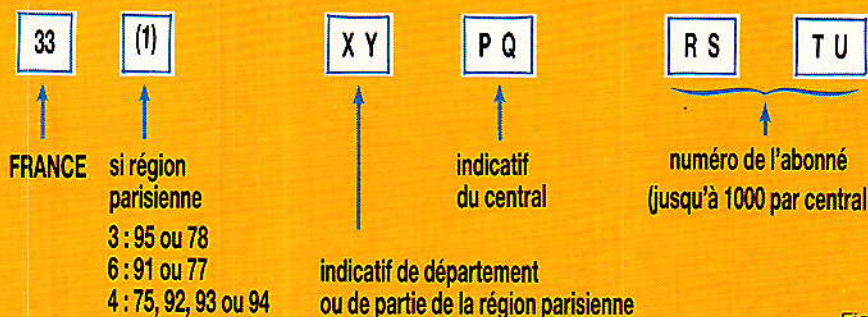 33 (1) X Y P Q R S T U
FRANCE
si région
parisienne
3 : 95 ou 78
6 : 91 ou 77
4 : 75, 92, 93 ou 94
indicatif de département
ou de partie de la région parisienne
indicatif
du central
numéro de l'abonné
(jusqu'à 1000 par central